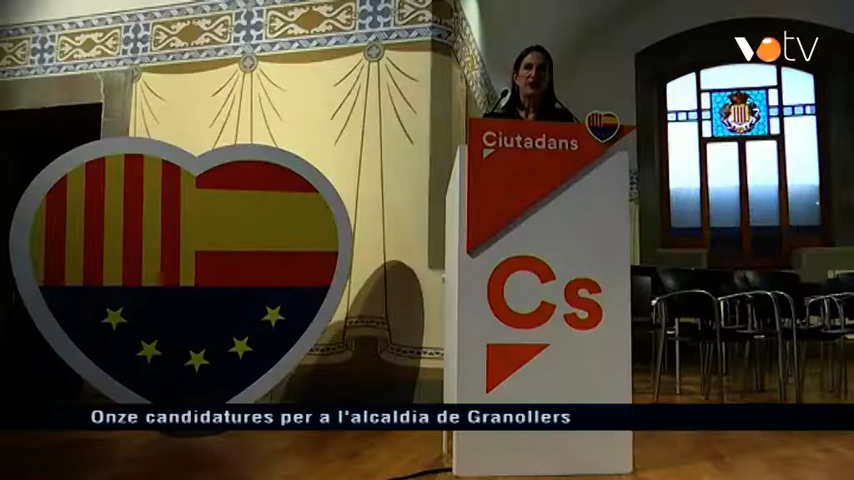 votv
Ciutadans
Cs
Onze candidatures per a l'alcaldia de Granollers